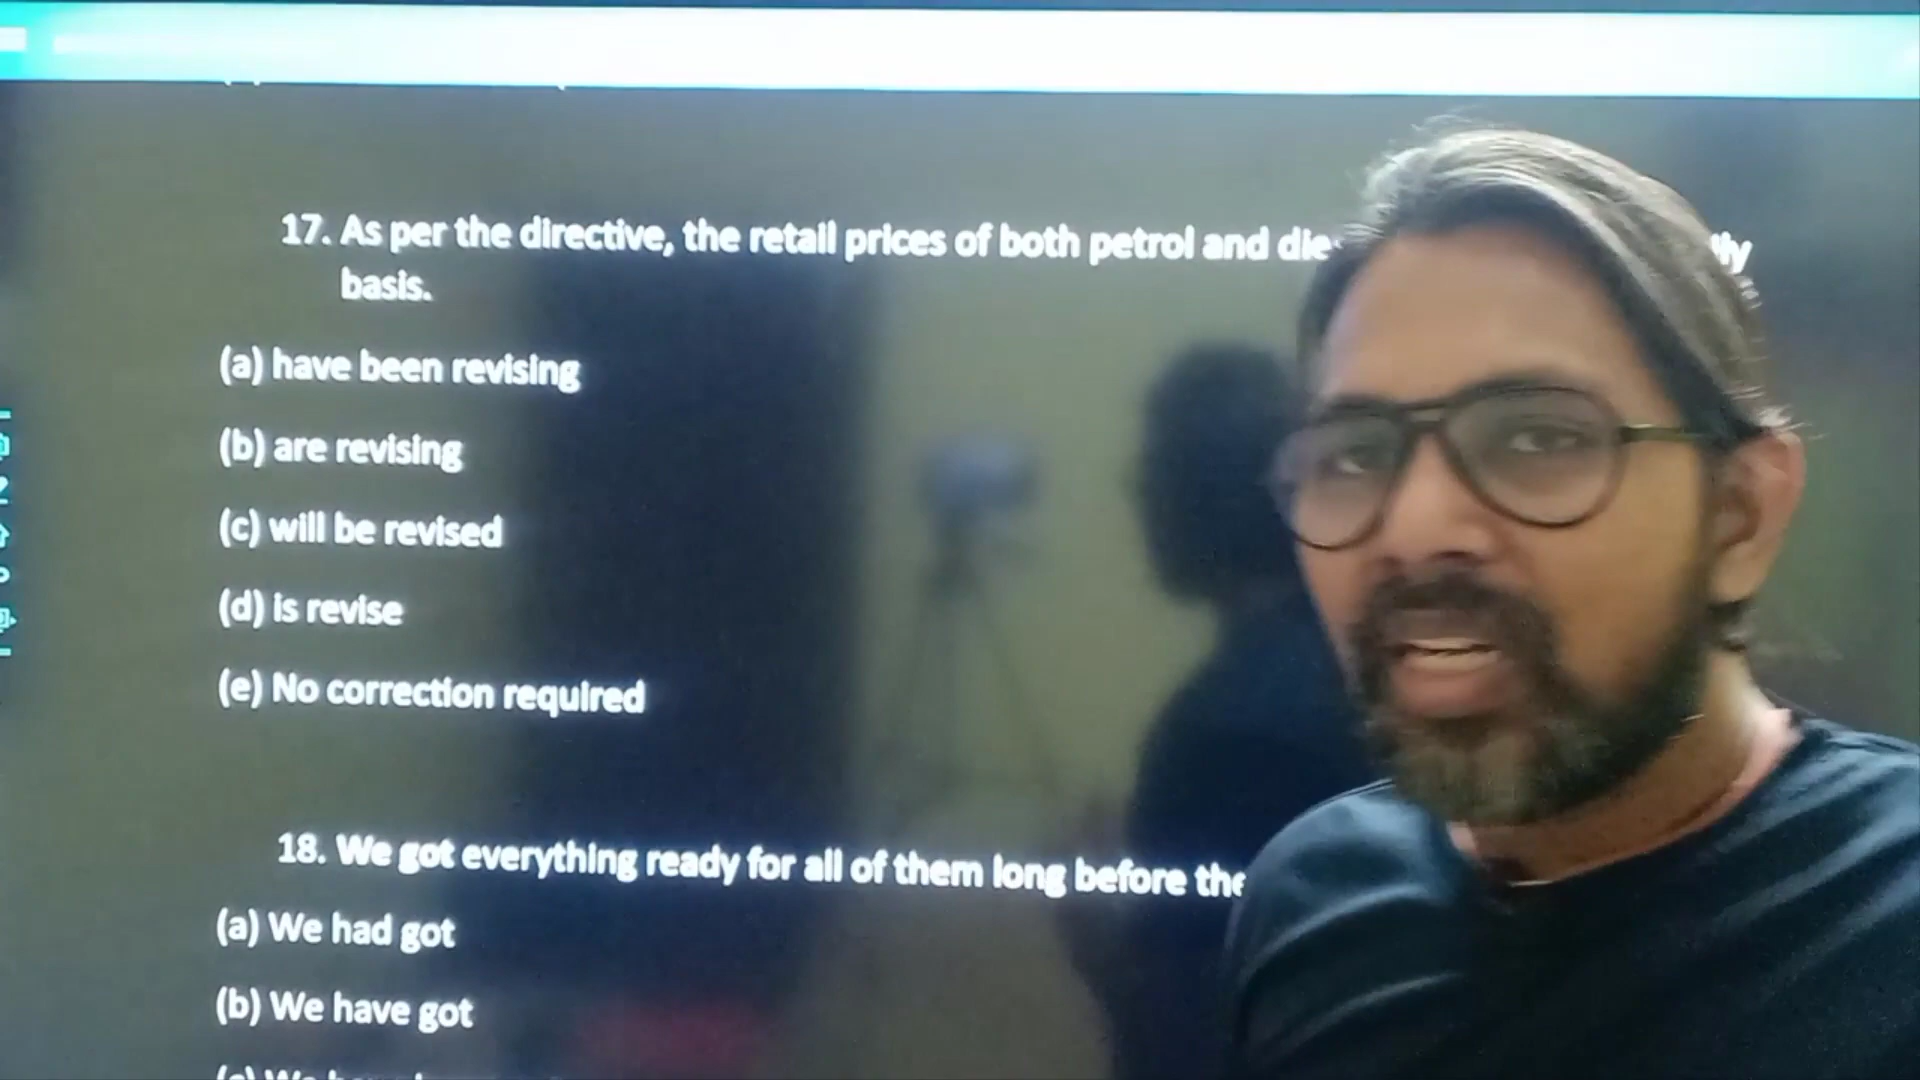 17. As per the directive, the retail prices of both petrol and die
basis.
(a) have been revising
(b) are revising
(c) will be revised
(d) is revise
(e) No correction required
18. We got everything ready for all of them long before the
(a) We had got
(b) We have got